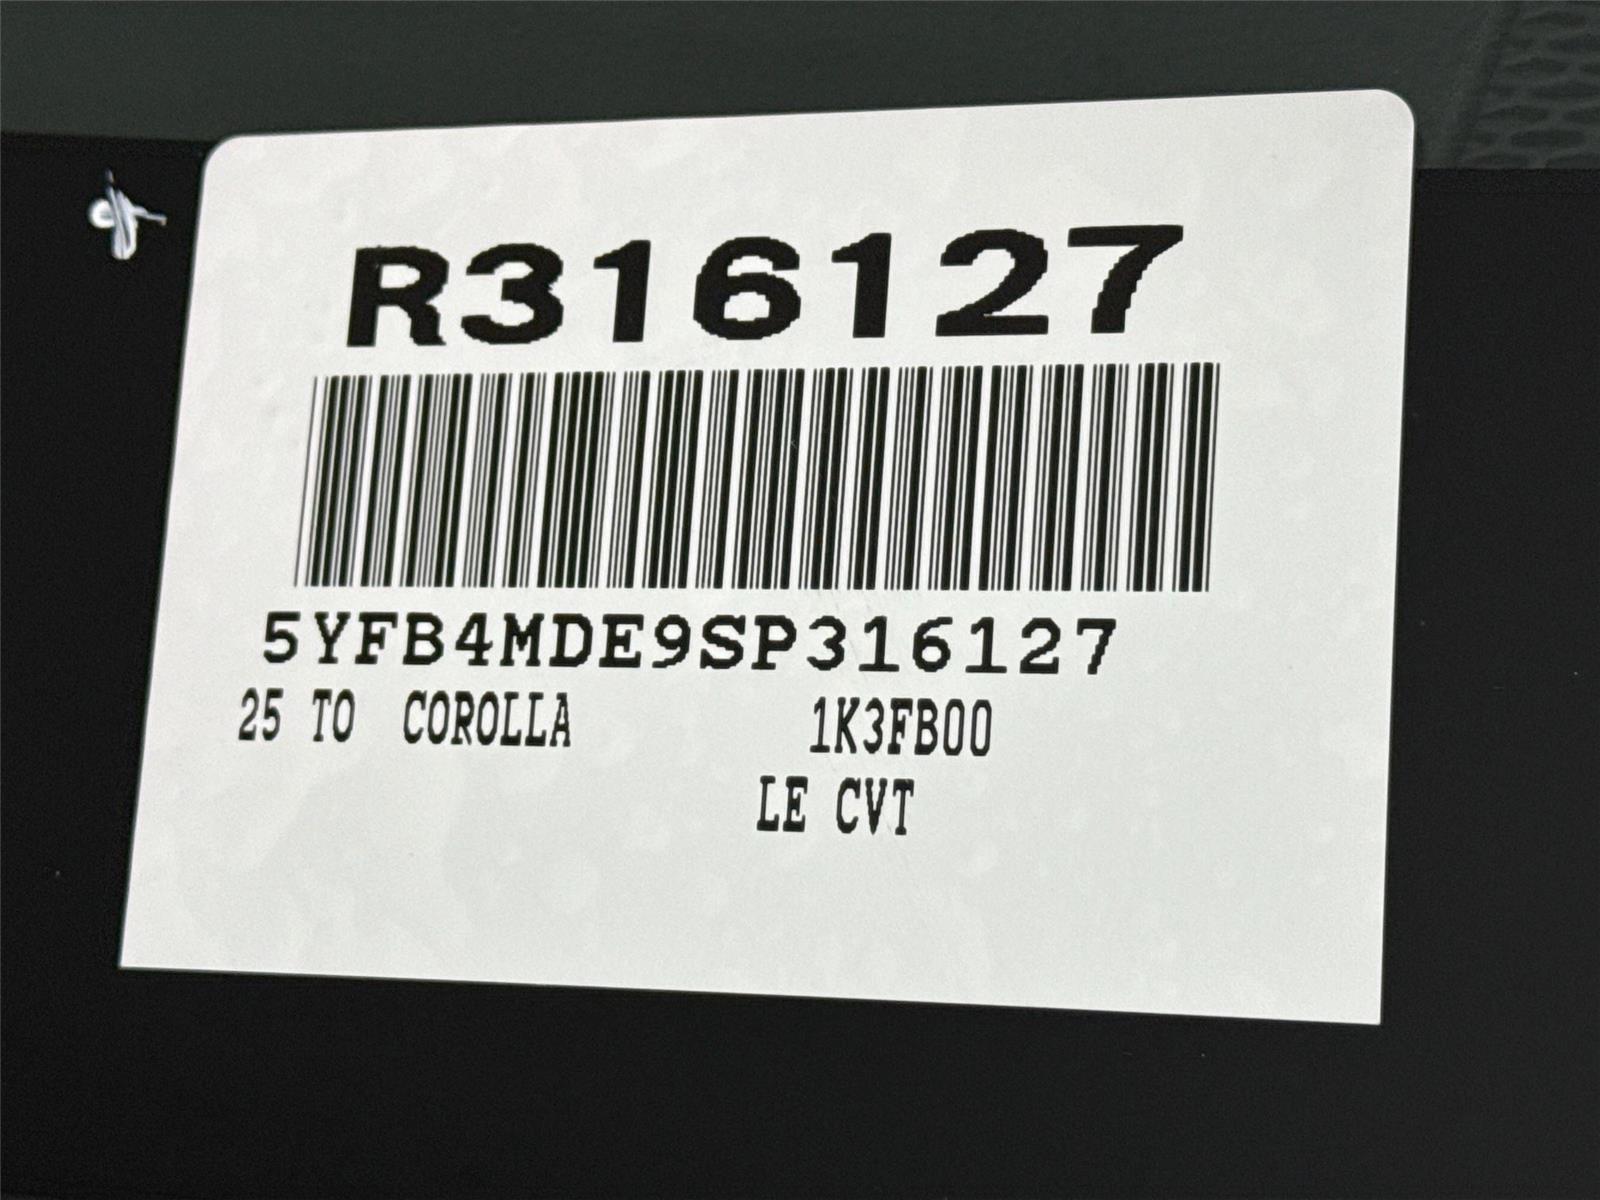 R316127
5YFB4MDE9SP316127
25 TO COROLLA 1K3FB00
LE CVT